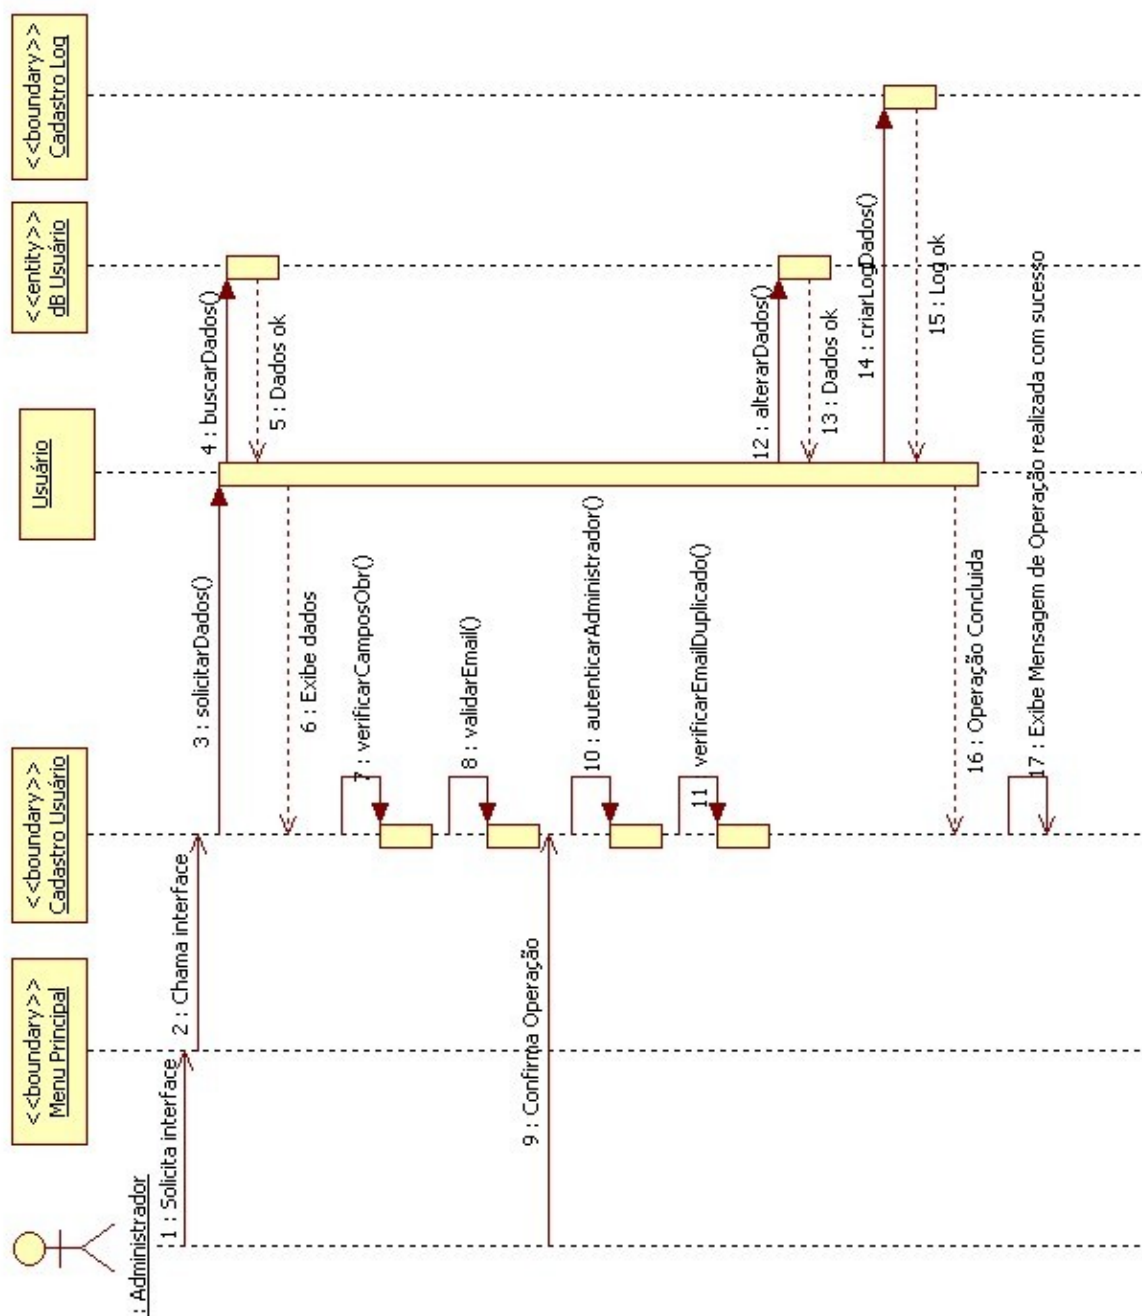 : Administrador
<<boundary>>
Menu Principal
<<boundary>>
Cadastro Usuário
Usuário
<<entity>>
dB Usuário
<<boundary>>
Cadastro Log
1 : Solicita interface
2 : Chama interface
3 : solicitarDados()
4 : buscarDados()
5 : Dados ok
6 : Exibe dados
7 : verificarCamposObr()
8 : validarEmail()
9 : Confirma Operação
10 : autenticarAdministrador()
11 : verificarEmailDuplicado()
12 : alterarDados()
13 : Dados ok
14 : criarLogDados()
15 : Log ok
16 : Operação Concluida
17 : Exibe Mensagem de Operação realizada com sucesso